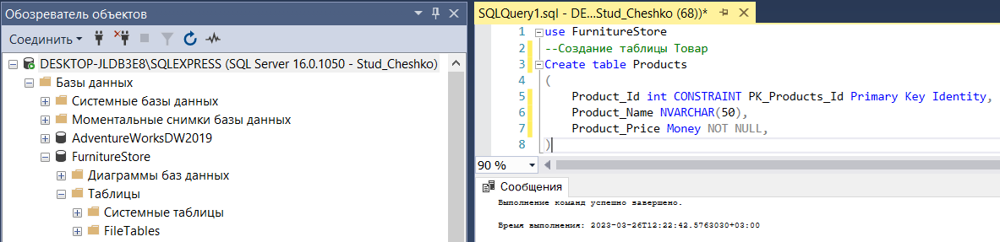 Обозреватель объектов
Соединить
DESKTOP-JLDB3E8\SQLEXPRESS (SQL Server 16.0.1050 - Stud_Cheshko)
Базы данных
Системные базы данных
Моментальные снимки базы данных
AdventureWorksDW2019
FurnitureStore
Диаграммы баз данных
Таблицы
Системные таблицы
FileTables
SQLQuery1.sql - DE...Stud_Cheshko (68))*
1 use FurnitureStore
2 --Создание таблицы Товар
3 Create table Products
4 (
5 Product_Id int CONSTRAINT PK_Products_Id Primary Key Identity,
6 Product_Name NVARCHAR(50),
7 Product_Price Money NOT NULL,
8 )
90 %
Сообщения
Выполнение команд успешно завершено.
Время выполнения: 2023-03-26T12:22:42.5763030+03:00